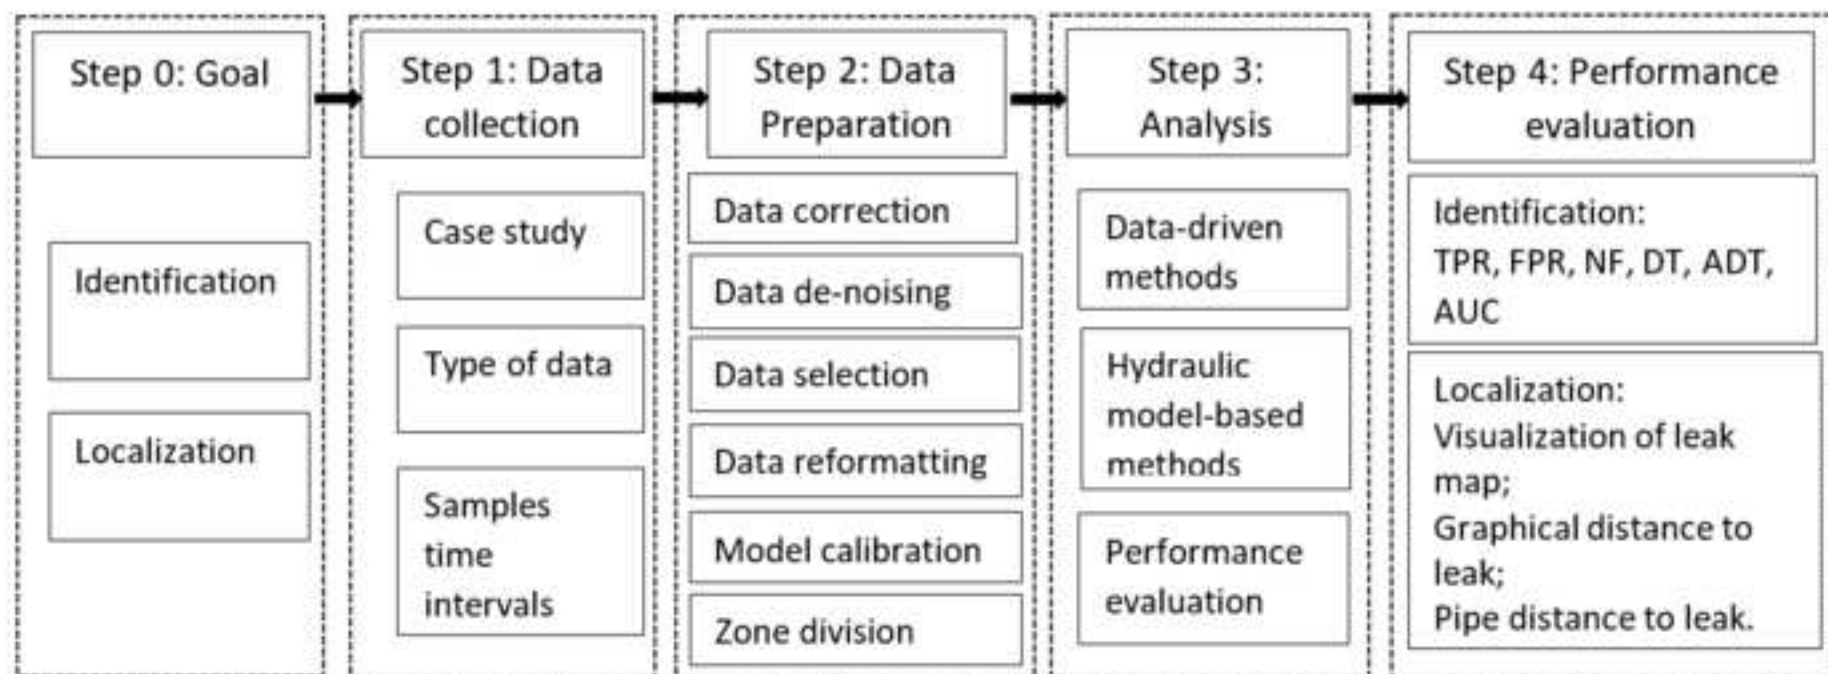 Step 0: Goal
Identification
Localization
Step 1: Data
collection
Case study
Type of data
Samples
time
intervals
Step 2: Data
Preparation
Data correction
Data de-noising
Data selection
Data reformatting
Model calibration
Zone division
Step 3:
Analysis
Data-driven
methods
Hydraulic
model-based
methods
Performance
evaluation
Step 4: Performance
evaluation
Identification:
TPR, FPR, NF, DT, ADT,
AUC
Localization:
Visualization of leak
map;
Graphical distance to
leak;
Pipe distance to leak.